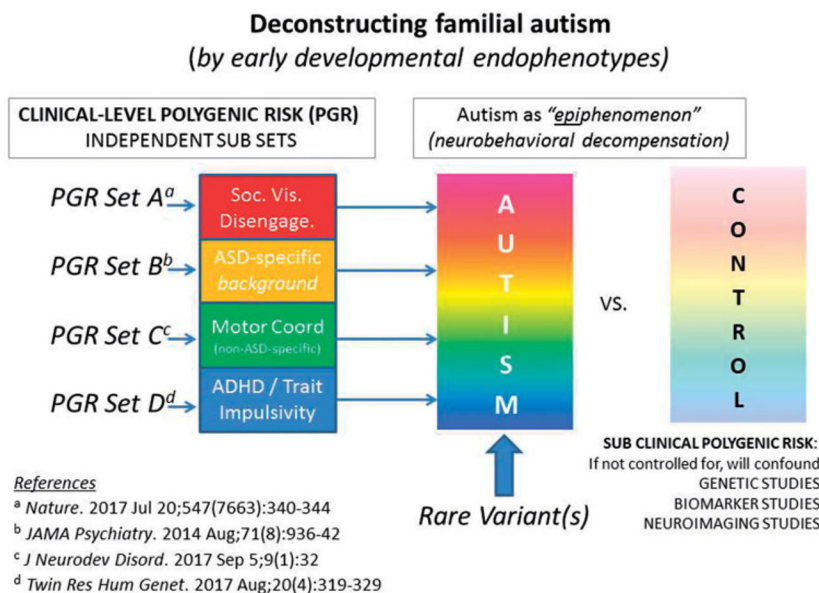 Deconstructing familial autism
(by early developmental endophenotypes)
CLINICAL-LEVEL POLYGENIC RISK (PGR)
INDEPENDENT SUB SETS
Autism as "epiphenomenon"
(neurobehavioral decompensation)
PGR Set Aᵃ
Soc. Vis.
Disengage.
PGR Set Bᵇ
ASD-specific
background
PGR Set Cᶜ
Motor Coord
(non-ASD-specific)
PGR Set Dᵈ
ADHD / Trait
Impulsivity
A
U
T
I
S
M
Rare Variant(s)
vs.
C
O
N
T
R
O
L
SUB CLINICAL POLYGENIC RISK:
If not controlled for, will confound
GENETIC STUDIES
BIOMARKER STUDIES
NEUROIMAGING STUDIES
References
ᵃ Nature. 2017 Jul 20;547(7663):340-344
ᵇ JAMA Psychiatry. 2014 Aug;71(8):936-42
ᶜ J Neurodev Disord. 2017 Sep 5;9(1):32
ᵈ Twin Res Hum Genet. 2017 Aug;20(4):319-329